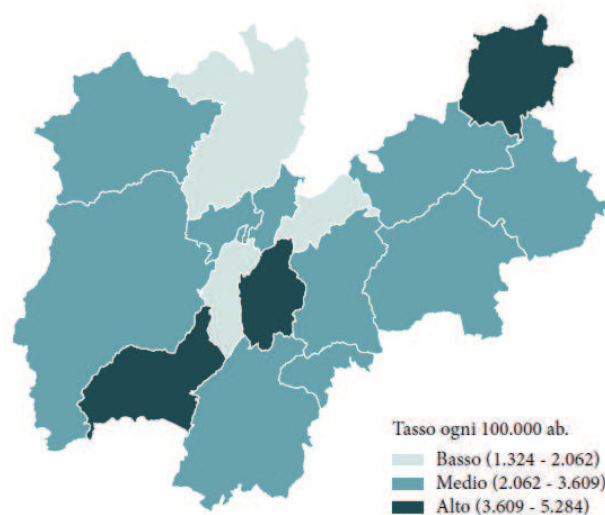 Tasso ogni 100.000 ab.
Basso (1.324 - 2.062)
Medio (2.062 - 3.609)
Alto (3.609 - 5.284)